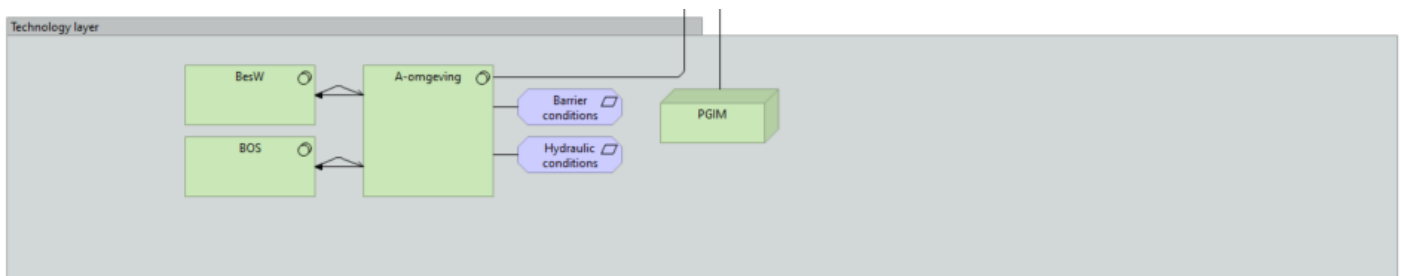 Technology layer
BesW
A-omgeving
Barrier
conditions
PGIM
BOS
Hydraulic
conditions